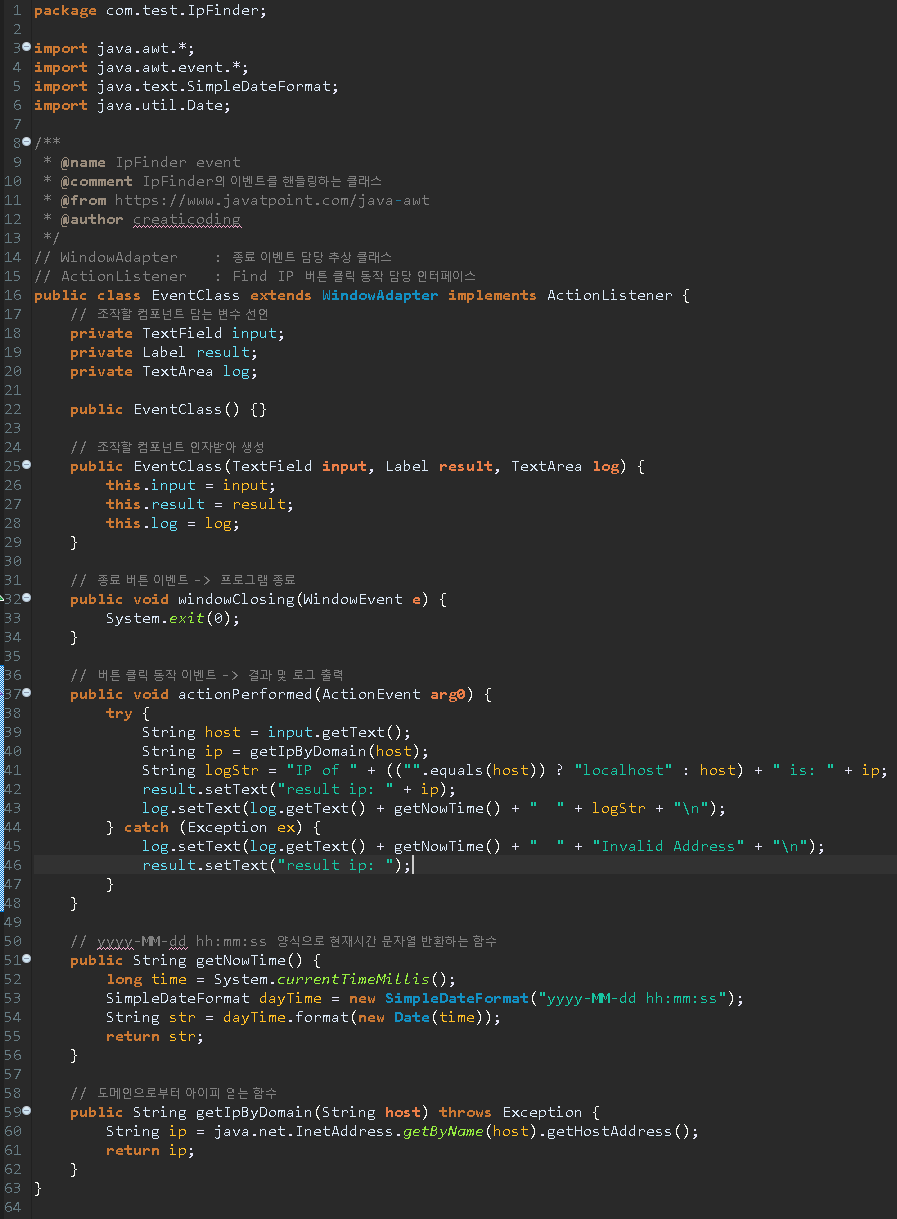 1 package com.test.IpFinder;
2
3 import java.awt.*;
4 import java.awt.event.*;
5 import java.text.SimpleDateFormat;
6 import java.util.Date;
7
8 /**
9 * @name IpFinder event
10 * @comment IpFinder의 이벤트를 핸들링하는 클래스
11 * @from https://www.javatpoint.com/java-awt
12 * @author creaticoding
13 */
14 // WindowAdapter    : 종료 이벤트 담당 추상 클래스
15 // ActionListener   : Find IP 버튼 클릭 동작 담당 인터페이스
16 public class EventClass extends WindowAdapter implements ActionListener {
17     // 조작할 컴포넌트 담는 변수 선언
18     private TextField input;
19     private Label result;
20     private TextArea log;
21
22     public EventClass() {}
23
24     // 조작할 컴포넌트 인자받아 생성
25     public EventClass(TextField input, Label result, TextArea log) {
26         this.input = input;
27         this.result = result;
28         this.log = log;
29     }
30
31     // 종료 버튼 이벤트 -> 프로그램 종료
32     public void windowClosing(WindowEvent e) {
33         System.exit(0);
34     }
35
36     // 버튼 클릭 동작 이벤트 -> 결과 및 로그 출력
37     public void actionPerformed(ActionEvent arg0) {
38         try {
39             String host = input.getText();
40             String ip = getIpByDomain(host);
41             String logStr = "IP of " + (("".equals(host)) ? "localhost" : host) + " is: " + ip;
42             result.setText("result ip: " + ip);
43             log.setText(log.getText() + getNowTime() + "  " + logStr + "\n");
44         } catch (Exception ex) {
45             log.setText(log.getText() + getNowTime() + "  " + "Invalid Address" + "\n");
46             result.setText("result ip: ");
47         }
48     }
49
50     // yyyy-MM-dd hh:mm:ss 양식으로 현재시간 문자열 반환하는 함수
51     public String getNowTime() {
52         long time = System.currentTimeMillis();
53         SimpleDateFormat dayTime = new SimpleDateFormat("yyyy-MM-dd hh:mm:ss");
54         String str = dayTime.format(new Date(time));
55         return str;
56     }
57
58     // 도메인으로부터 아이피 얻는 함수
59     public String getIpByDomain(String host) throws Exception {
60         String ip = java.net.InetAddress.getByName(host).getHostAddress();
61         return ip;
62     }
63 }
64